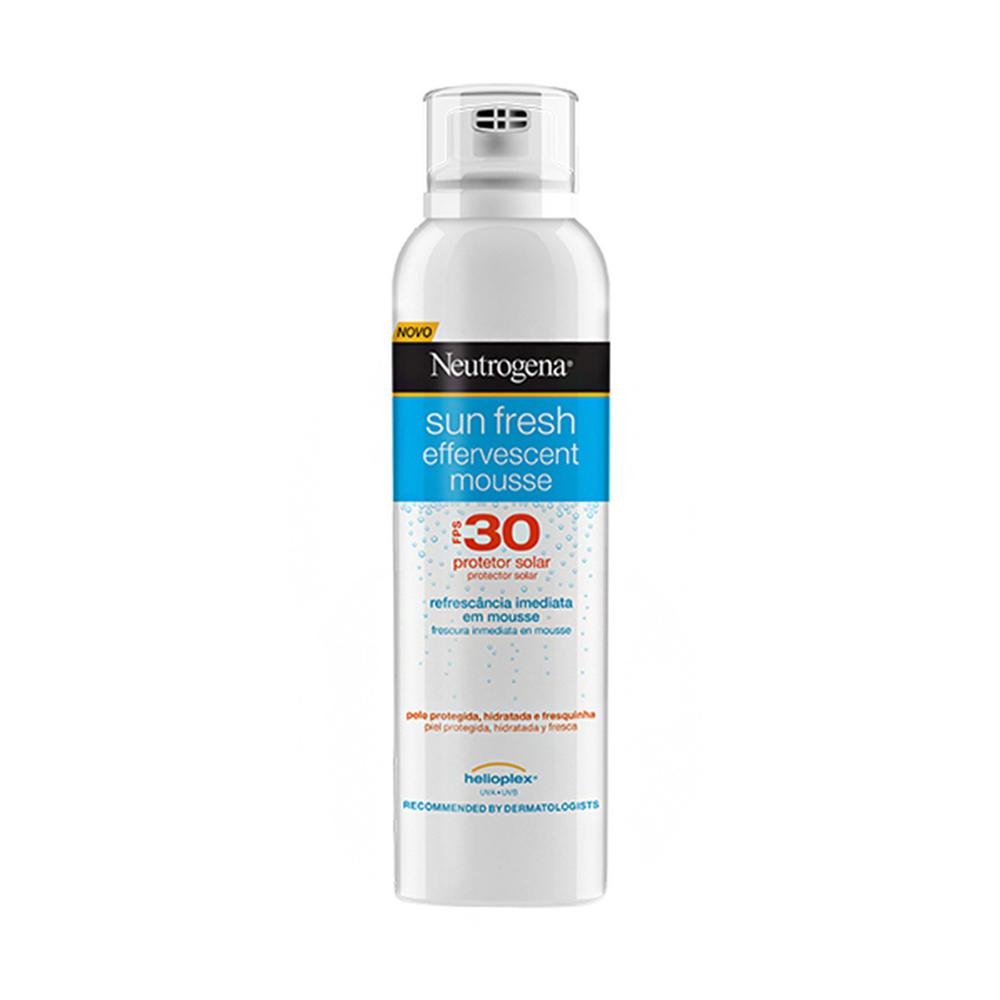 NOVO
Neutrogena®
sun fresh
effervescent
mousse
FPS 30
protetor solar
protector solar
refrescância imediata
em mousse
frescura inmediata en mousse
pele protegida, hidratada e fresquinha
piel protegida, hidratada y fresca
helioplex®
UVA • UVB
RECOMMENDED BY DERMATOLOGISTS